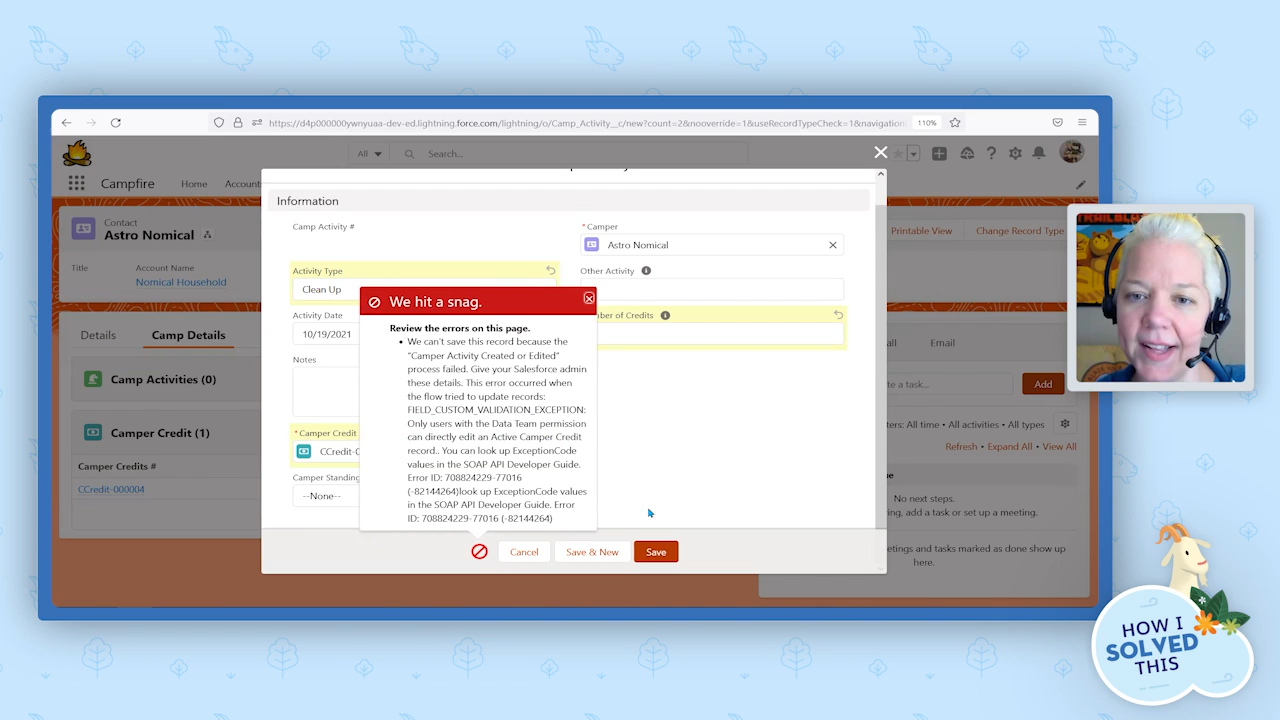 https://d4p000000ywnyuaa-dev-ed.lightning.force.com/lightning/o/Camp_Activity__c/new?count=2&nooverride=1&useRecordTypeCheck=1&navigation
110%
All
Search...
Campfire
Home
Accounts
Contact
Astro Nomical
Printable View
Change Record Type
Title
Account Name
Nomical Household
Details
Camp Details
Camp Activities (0)
Camper Credit (1)
Camper Credits #
CCredit-000004
Information
Camp Activity #
* Camper
Astro Nomical
Activity Type
Clean Up
Other Activity
Activity Date
10/19/2021
ber of Credits
Notes
* Camper Credit
CCredit-
Camper Standing
--None--
We hit a snag.
Review the errors on this page.
• We can't save this record because the
"Camper Activity Created or Edited"
process failed. Give your Salesforce admin
these details. This error occurred when
the flow tried to update records:
FIELD_CUSTOM_VALIDATION_EXCEPTION:
Only users with the Data Team permission
can directly edit an Active Camper Credit
record.. You can look up ExceptionCode
values in the SOAP API Developer Guide.
Error ID: 708824229-77016
(-82144264)look up ExceptionCode values
in the SOAP API Developer Guide. Error
ID: 708824229-77016 (-82144264)
Cancel
Save & New
Save
all
Email
te a task...
Add
ters: All time • All activities • All types
Refresh • Expand All • View All
ue
No next steps.
ring, add a task or set up a meeting.
etings and tasks marked as done show up
here.
TRAILBLA
HOW I
SOLVED
THIS